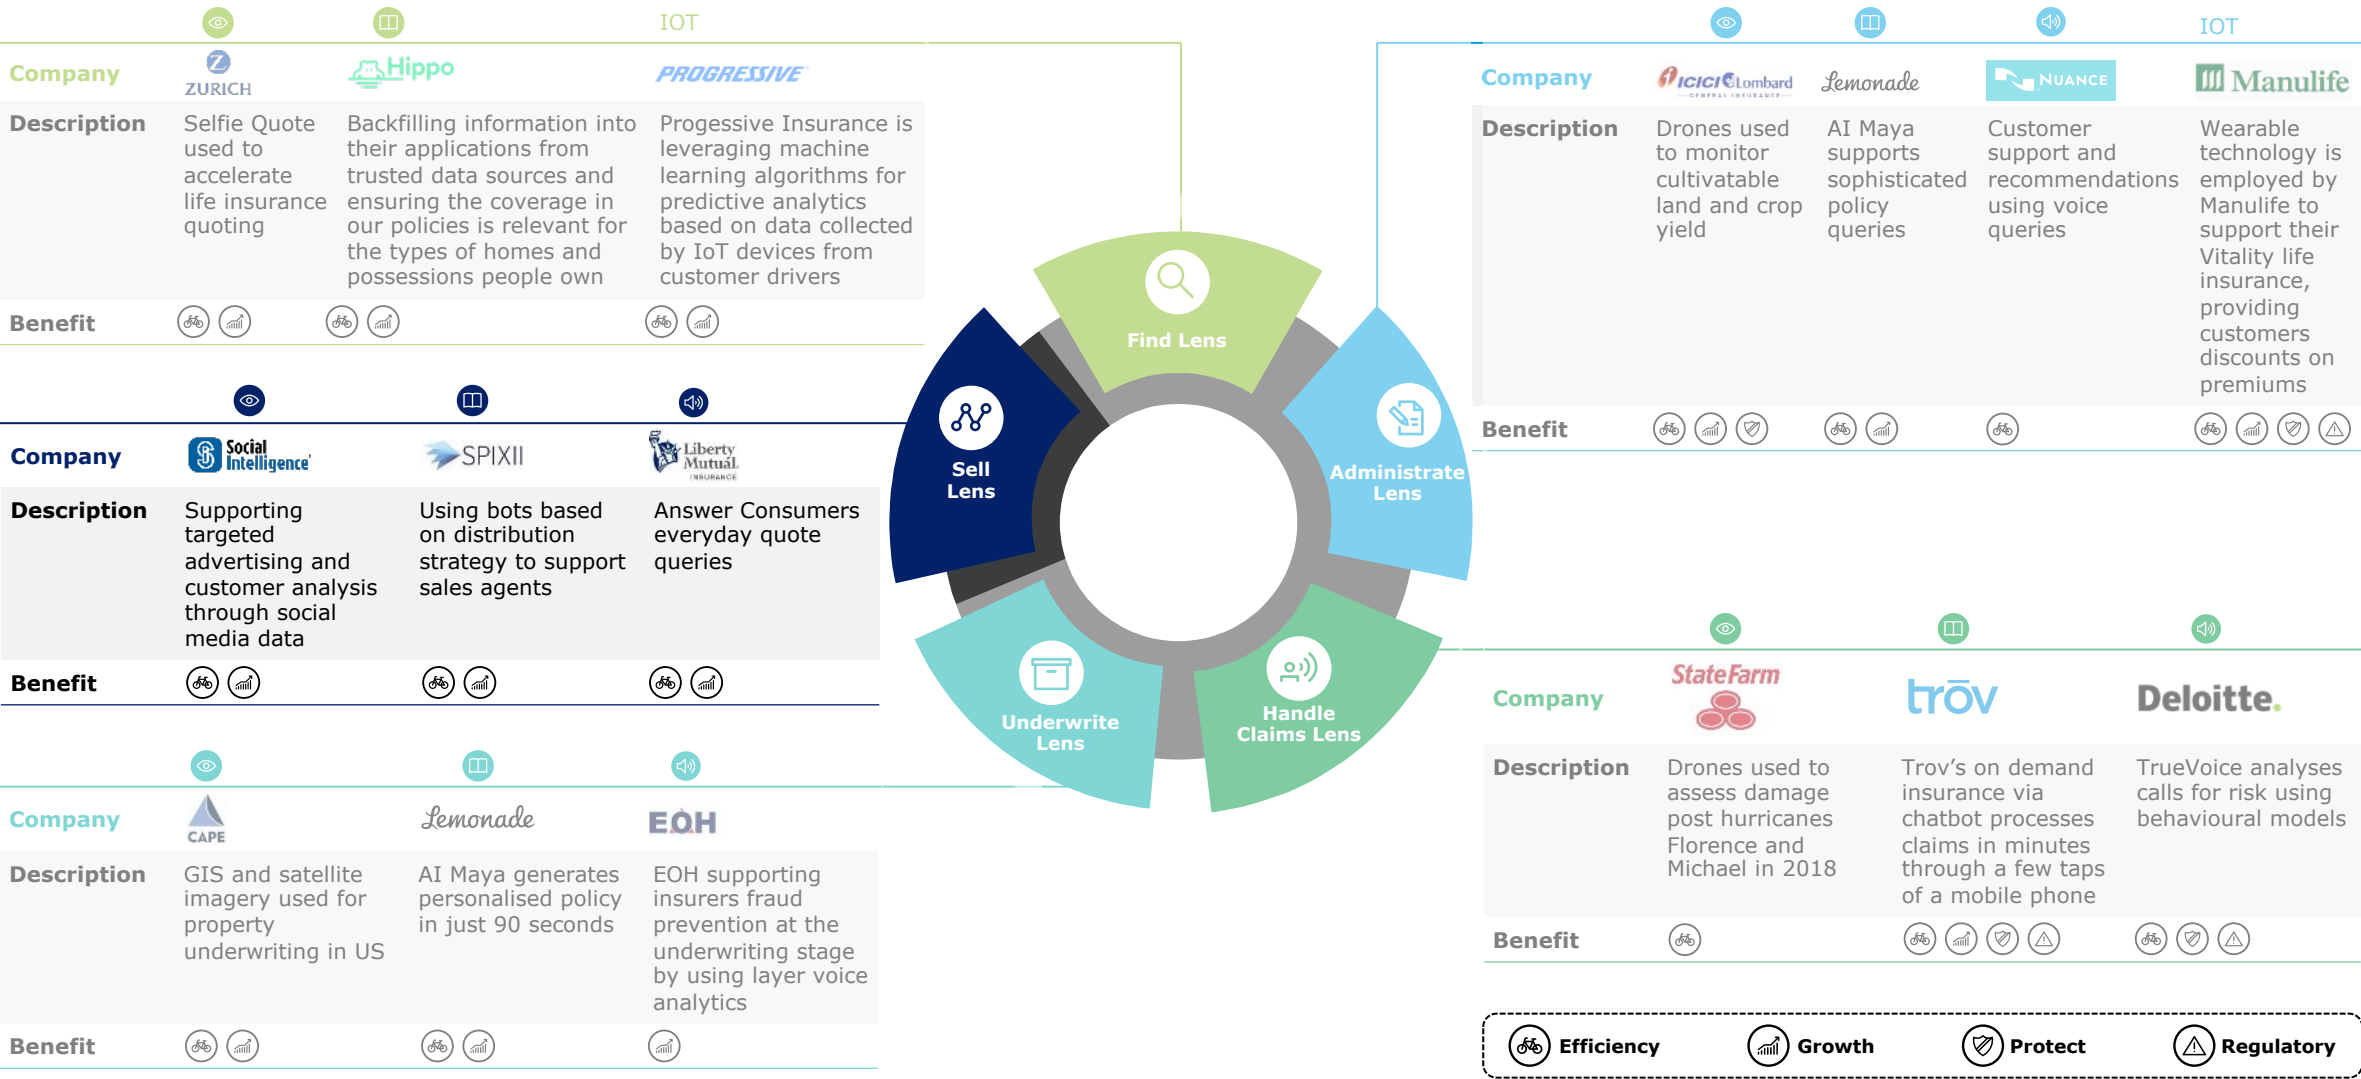 IOT
Company
ZURICH
Hippo
PROGRESSIVE
Description
Selfie Quote
used to
accelerate
life insurance
quoting
Backfilling information into
their applications from
trusted data sources and
ensuring the coverage in
our policies is relevant for
the types of homes and
possessions people own
Progessive Insurance is
leveraging machine
learning algorithms for
predictive analytics
based on data collected
by IoT devices from
customer drivers
Benefit
Company
Social
Intelligence
SPIXII
Liberty
Mutual
INSURANCE
Description
Supporting
targeted
advertising and
customer analysis
through social
media data
Using bots based
on distribution
strategy to support
sales agents
Answer Consumers
everyday quote
queries
Benefit
Company
CAPE
Lemonade
EOH
Description
GIS and satellite
imagery used for
property
underwriting in US
AI Maya generates
personalised policy
in just 90 seconds
EOH supporting
insurers fraud
prevention at the
underwriting stage
by using layer voice
analytics
Benefit
Find Lens
Sell
Lens
Administrate
Lens
Underwrite
Lens
Handle
Claims Lens
IOT
Company
ICICI Lombard
GENERAL INSURANCE
Lemonade
NUANCE
Manulife
Description
Drones used
to monitor
cultivatable
land and crop
yield
AI Maya
supports
sophisticated
policy
queries
Customer
support and
recommendations
using voice
queries
Wearable
technology is
employed by
Manulife to
support their
Vitality life
insurance,
providing
customers
discounts on
premiums
Benefit
Company
State Farm
trōv
Deloitte.
Description
Drones used to
assess damage
post hurricanes
Florence and
Michael in 2018
Trov’s on demand
insurance via
chatbot processes
claims in minutes
through a few taps
of a mobile phone
TrueVoice analyses
calls for risk using
behavioural models
Benefit
Efficiency
Growth
Protect
Regulatory